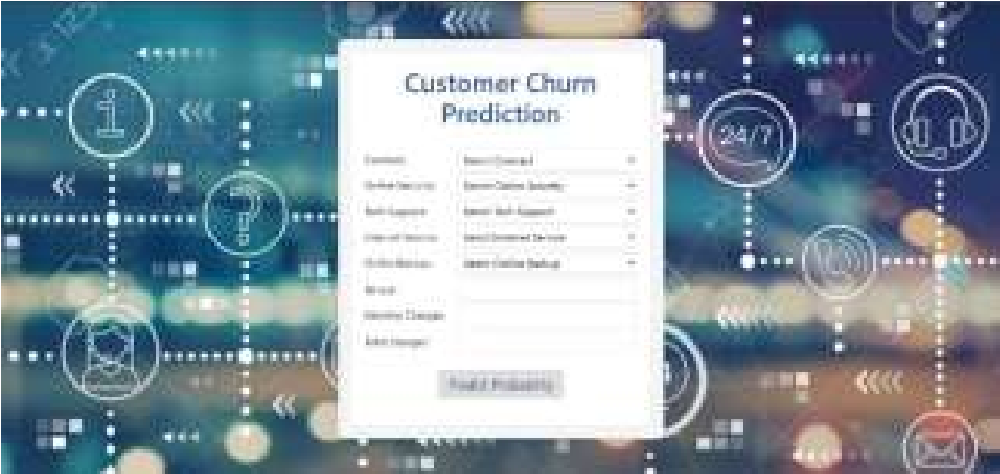 Customer Churn
Prediction
24/7
Contract
Select Contract
Online Security
Select Online Security
Tech Support
Select Tech Support
Internet Service
Select Internet Service
Online Backup
Select Online Backup
Monthly Charges
Total Charges
Predict Probability